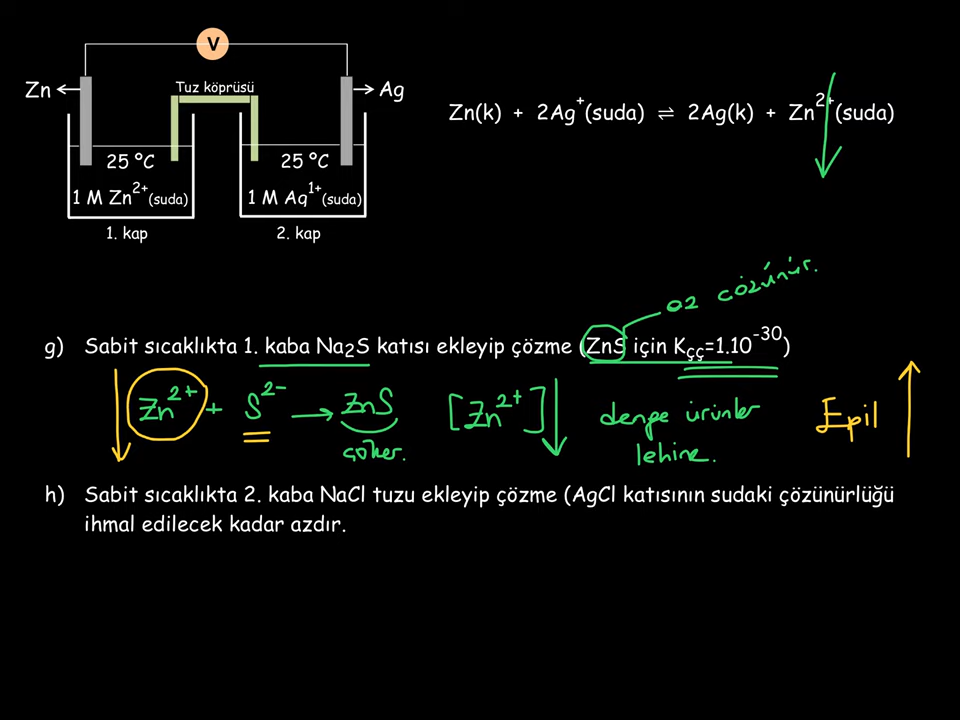 V
Zn
Tuz köprüsü
Ag
Zn(k) + 2Ag⁺(suda) ⇌ 2Ag(k) + Zn²⁺(suda)
25 ºC
25 ºC
1 M Zn²⁺(suda)
1 M Ag¹⁺(suda)
1. kap
2. kap
az çözünür.
g) Sabit sıcaklıkta 1. kaba Na₂S katısı ekleyip çözme (ZnS için Kçç=1.10⁻³⁰)
Zn²⁺ + S²⁻ → ZnS
çöker.
[Zn²⁺]
denge ürünler
lehine.
Epil
h) Sabit sıcaklıkta 2. kaba NaCl tuzu ekleyip çözme (AgCl katısının sudaki çözünürlüğü
ihmal edilecek kadar azdır.